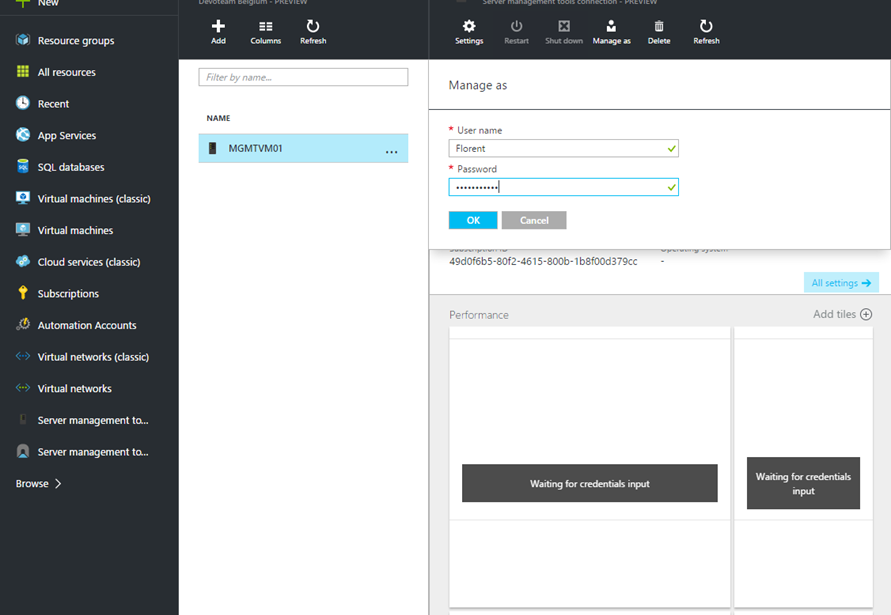 New
Resource groups
All resources
Recent
App Services
SQL databases
Virtual machines (classic)
Virtual machines
Cloud services (classic)
Subscriptions
Automation Accounts
Virtual networks (classic)
Virtual networks
Server management to...
Server management to...
Browse
Devoteam Belgium - PREVIEW
Add
Columns
Refresh
Filter by name...
NAME
MGMTVM01
...
Server management tools connection - PREVIEW
Settings
Restart
Shut down
Manage as
Delete
Refresh
Manage as
* User name
Florent
* Password
•••••••••••
OK
Cancel
Subscription ID
Operating system
49d0f6b5-80f2-4615-800b-1b8f00d379cc
-
All settings
Performance
Add tiles
Waiting for credentials input
Waiting for credentials
input